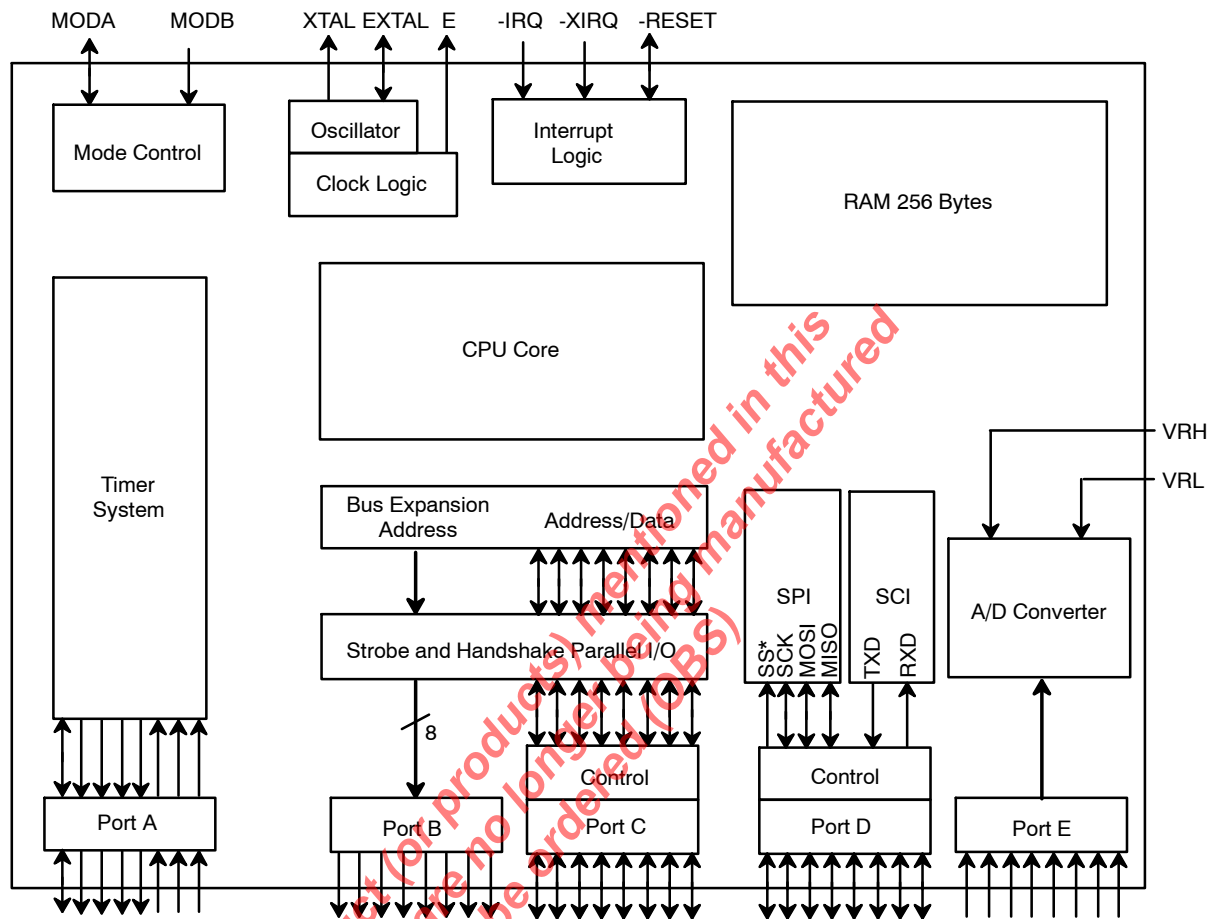 MODA MODB XTAL EXTAL E -IRQ -XIRQ -RESET
Mode Control
Oscillator
Clock Logic
Interrupt
Logic
RAM 256 Bytes
CPU Core
Timer
System
Bus Expansion
Address
Address/Data
Strobe and Handshake Parallel I/O
8
SPI
SS*
SCK
MOSI
MISO
SCI
TXD
RXD
VRH
VRL
A/D Converter
Control
Control
Port A
Port B
Port C
Port D
Port E
(or products) mentioned in this
are no longer being manufactured
be ordered (OBS)